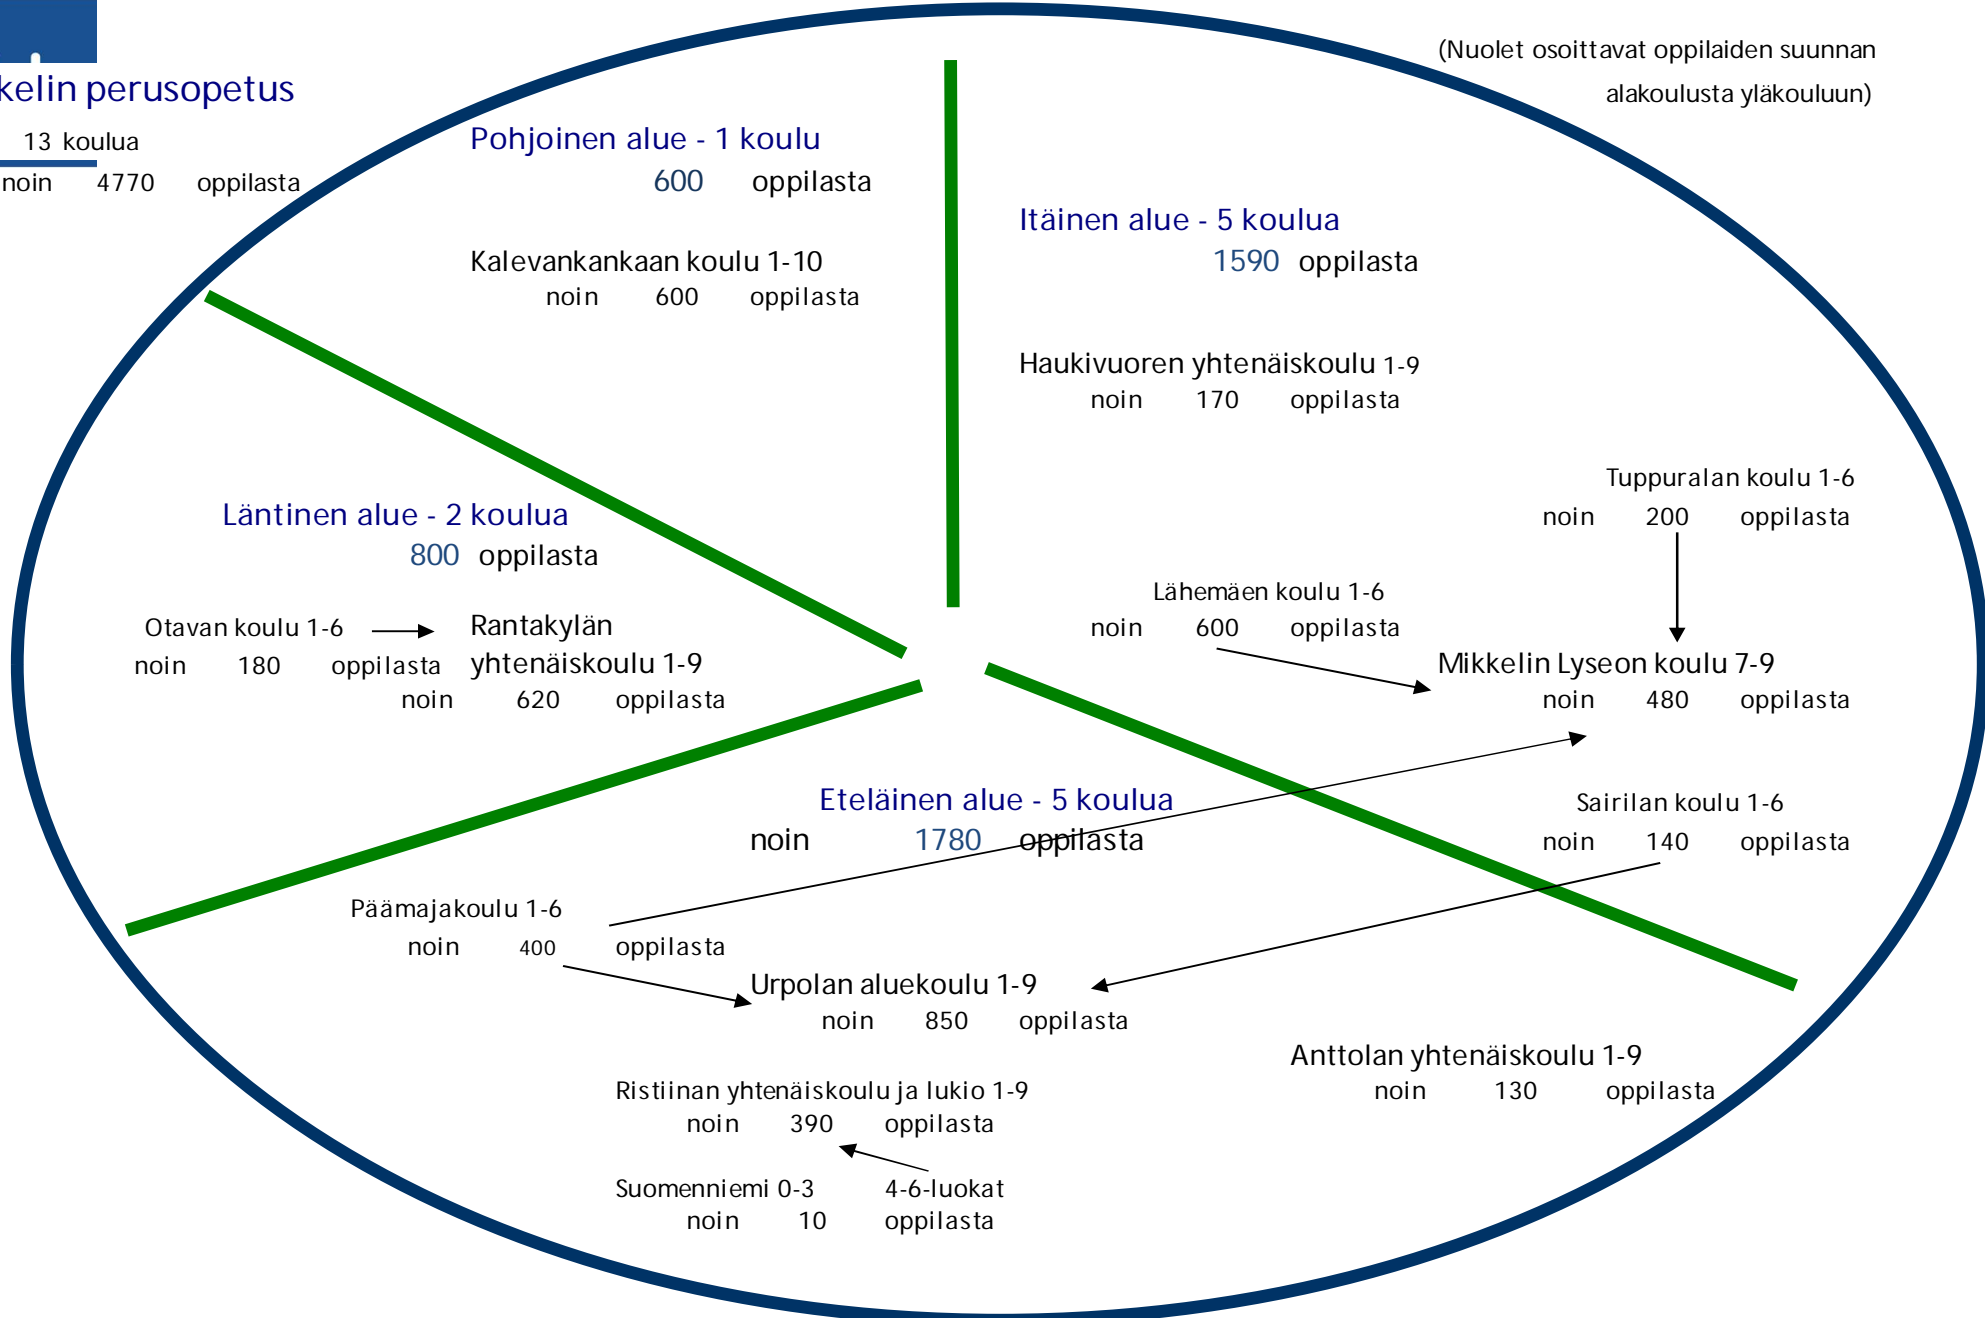 kelin perusopetus
13 koulua
noin 4770 oppilasta
(Nuolet osoittavat oppilaiden suunnan
alakoulusta yläkouluun)
Pohjoinen alue - 1 koulu
600 oppilasta
Kalevankankaan koulu 1-10
noin 600 oppilasta
Itäinen alue - 5 koulua
1590 oppilasta
Haukivuoren yhtenäiskoulu 1-9
noin 170 oppilasta
Tuppuralan koulu 1-6
noin 200 oppilasta
Lähemäen koulu 1-6
noin 600 oppilasta
Mikkelin Lyseon koulu 7-9
noin 480 oppilasta
Sairilan koulu 1-6
noin 140 oppilasta
Läntinen alue - 2 koulua
800 oppilasta
Otavan koulu 1-6
noin 180 oppilasta
Rantakylän
yhtenäiskoulu 1-9
noin 620 oppilasta
Eteläinen alue - 5 koulua
noin 1780 oppilasta
Päämajakoulu 1-6
noin 400 oppilasta
Urpolan aluekoulu 1-9
noin 850 oppilasta
Anttolan yhtenäiskoulu 1-9
noin 130 oppilasta
Ristiinan yhtenäiskoulu ja lukio 1-9
noin 390 oppilasta
Suomenniemi 0-3 4-6-luokat
noin 10 oppilasta